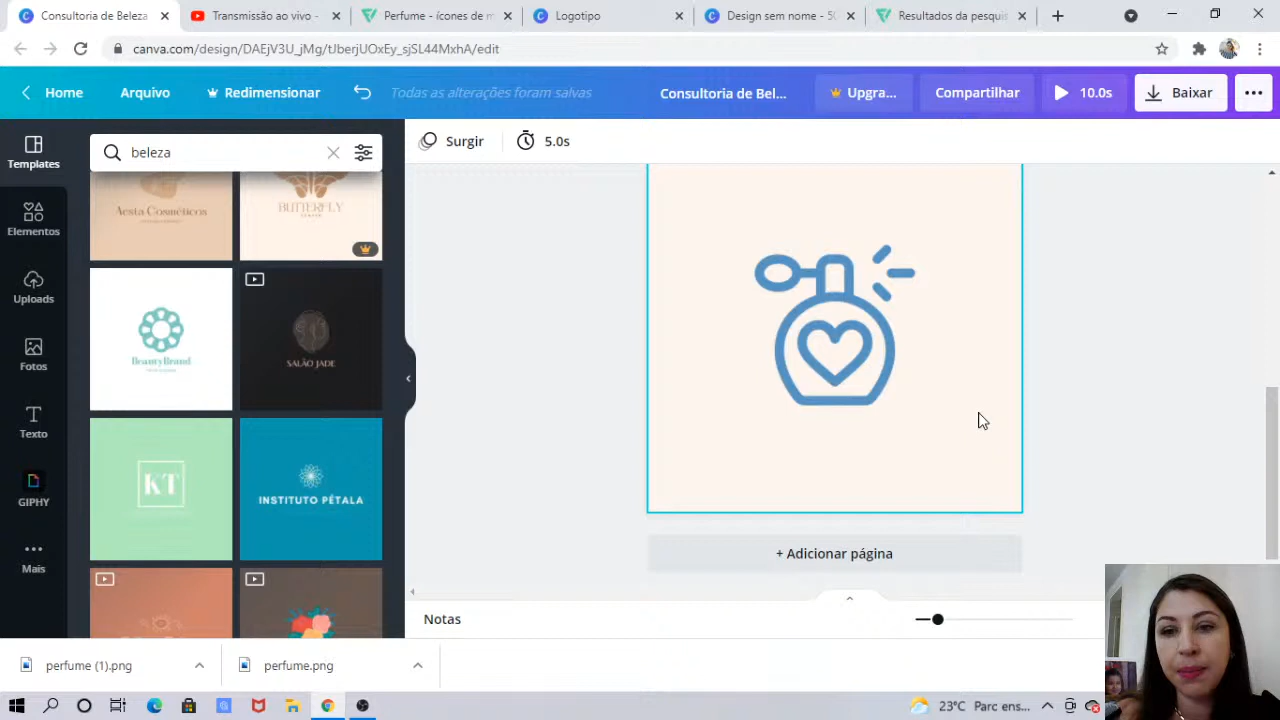 Consultoria de Beleza
Transmissão ao vivo -
Perfume - ícones de m
Logotipo
Design sem nome - 50
Resultados da pesquis
canva.com/design/DAEjV3U_jMg/tJberjUOxEy_sjSL44MxhA/edit
Home
Arquivo
Redimensionar
Todas as alterações foram salvas
Consultoria de Bel...
Upgra...
Compartilhar
10.0s
Baixar
Templates
beleza
Surgir
5.0s
Elementos
Uploads
Fotos
Texto
GIPHY
Mais
Aesta Cosméticos
BUTTERFLY
BeautyBrand
SALÃO JADE
KT
INSTITUTO PÉTALA
+ Adicionar página
Notas
perfume (1).png
perfume.png
23°C Parc ens...